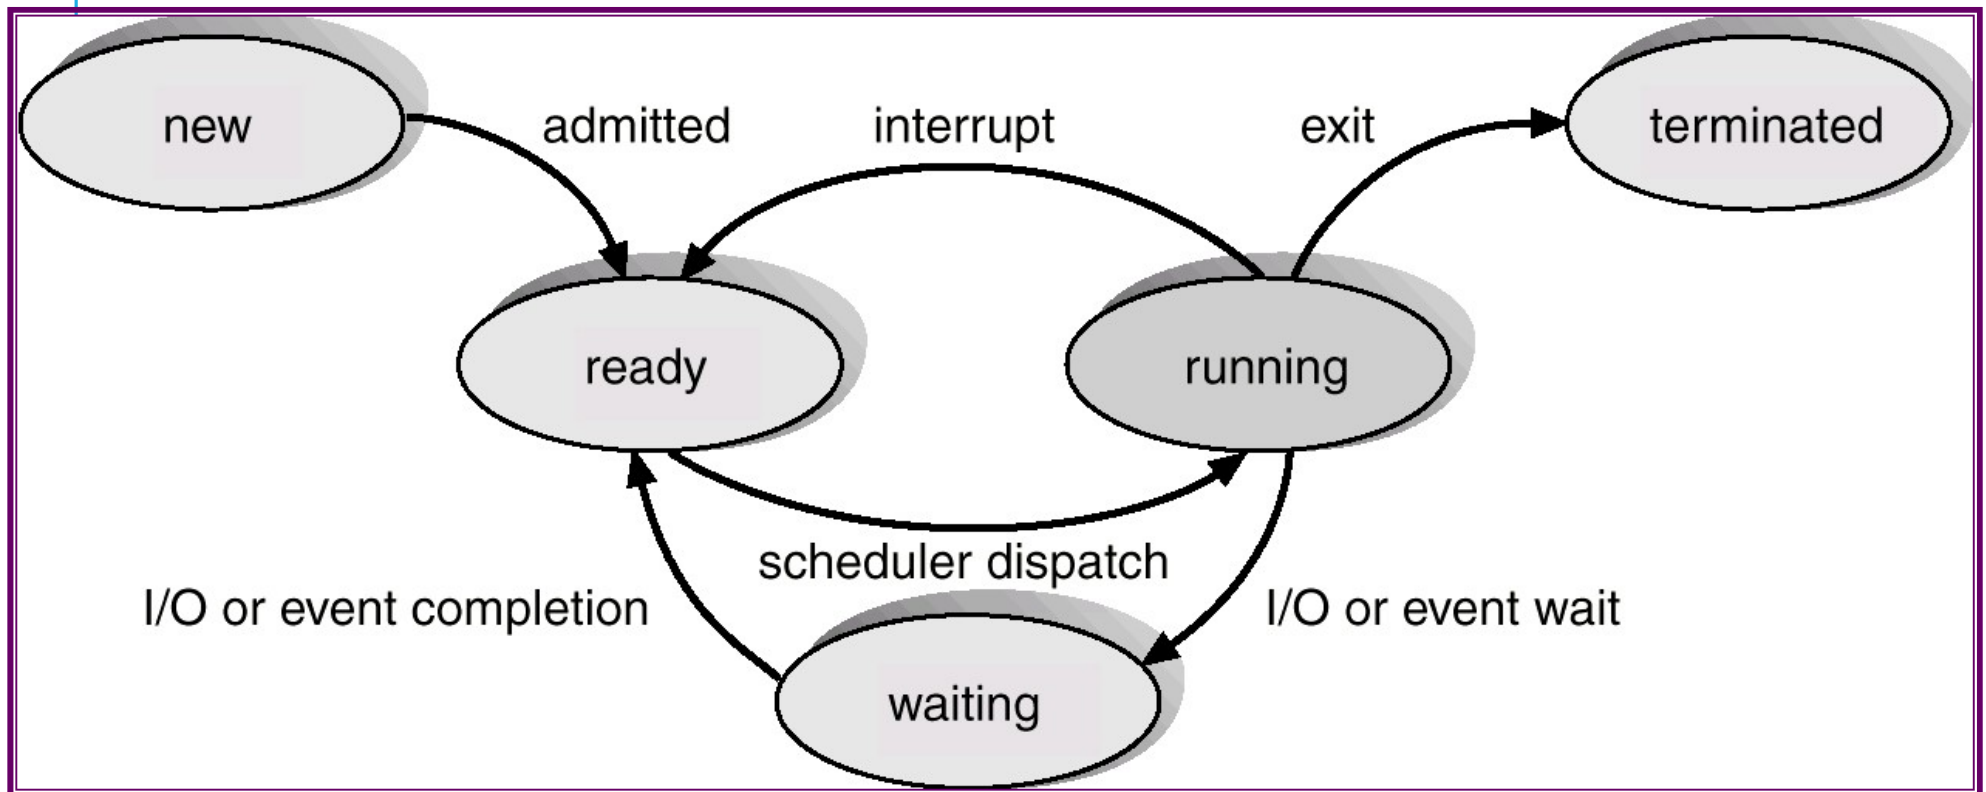 new
admitted
interrupt
exit
terminated
ready
running
scheduler dispatch
I/O or event completion
I/O or event wait
waiting